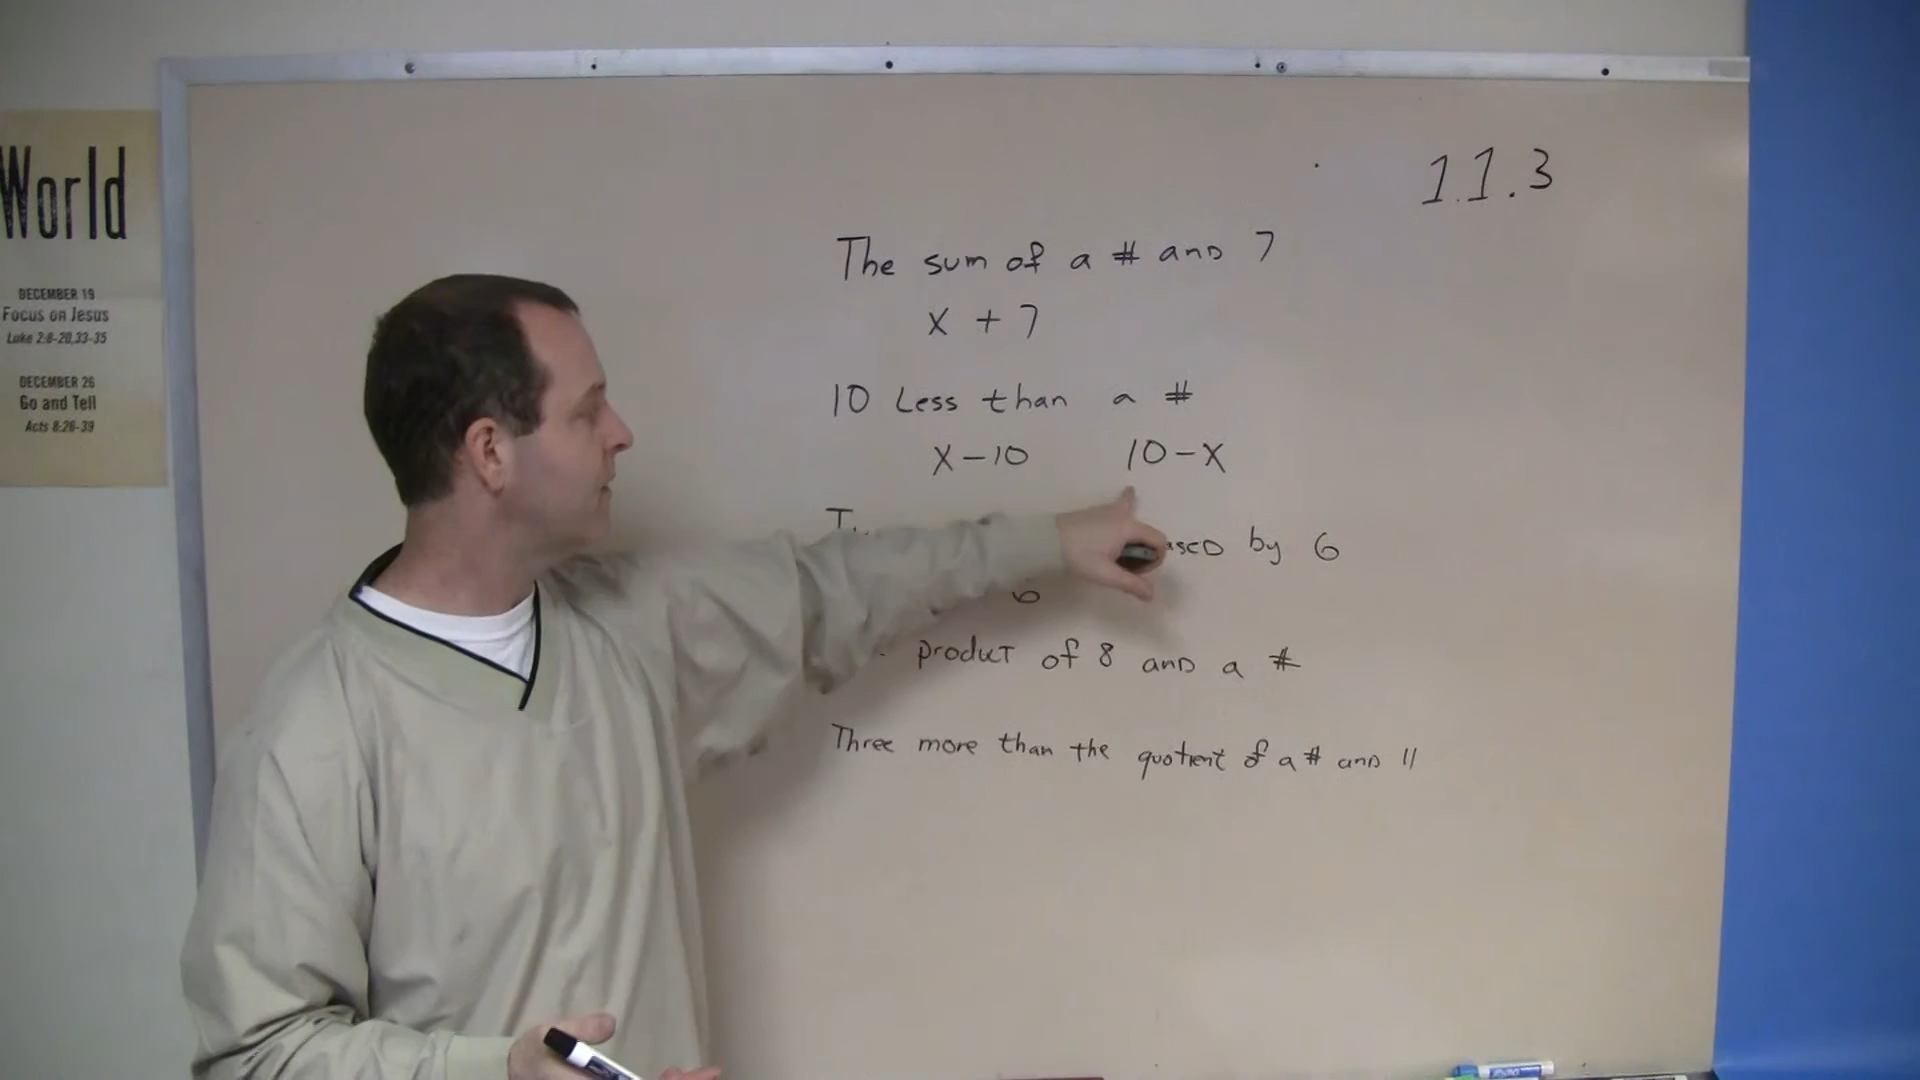 World
DECEMBER 19
Focus on Jesus
Luke 2:8-20,33-35
DECEMBER 26
Go and Tell
Acts 8:26-39
1.1.3
The sum of a # and 7
x + 7
10 Less than a #
x - 10 10 - x
by 6
6
product of 8 and a #
Three more than the quotient of a # and 11